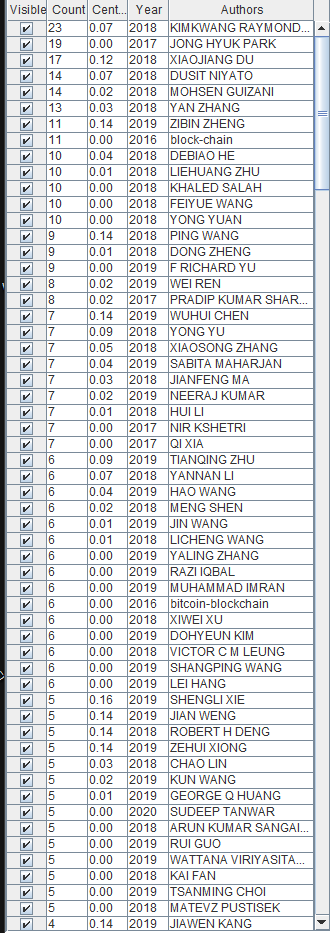 Visible Count Cent... Year Authors
23 0.07 2018 KIMKWANG RAYMOND...
19 0.00 2017 JONG HYUK PARK
17 0.12 2018 XIAOJIANG DU
14 0.07 2018 DUSIT NIYATO
14 0.02 2018 MOHSEN GUIZANI
13 0.03 2018 YAN ZHANG
11 0.14 2019 ZIBIN ZHENG
11 0.00 2016 block-chain
10 0.04 2018 DEBIAO HE
10 0.01 2018 LIEHUANG ZHU
10 0.00 2018 KHALED SALAH
10 0.00 2018 FEIYUE WANG
10 0.00 2018 YONG YUAN
9 0.14 2018 PING WANG
9 0.01 2018 DONG ZHENG
9 0.00 2019 F RICHARD YU
8 0.02 2019 WEI REN
8 0.02 2017 PRADIP KUMAR SHAR...
7 0.14 2019 WUHUI CHEN
7 0.09 2018 YONG YU
7 0.05 2018 XIAOSONG ZHANG
7 0.04 2019 SABITA MAHARJAN
7 0.03 2018 JIANFENG MA
7 0.02 2019 NEERAJ KUMAR
7 0.01 2018 HUI LI
7 0.00 2017 NIR KSHETRI
7 0.00 2017 QI XIA
6 0.09 2019 TIANQING ZHU
6 0.07 2018 YANNAN LI
6 0.04 2019 HAO WANG
6 0.02 2018 MENG SHEN
6 0.01 2019 JIN WANG
6 0.01 2018 LICHENG WANG
6 0.00 2018 YALING ZHANG
6 0.00 2019 RAZI IQBAL
6 0.00 2019 MUHAMMAD IMRAN
6 0.00 2016 bitcoin-blockchain
6 0.00 2018 XIWEI XU
6 0.00 2019 DOHYEUN KIM
6 0.00 2018 VICTOR C M LEUNG
6 0.00 2019 SHANGPING WANG
6 0.00 2019 LEI HANG
5 0.16 2019 SHENGLI XIE
5 0.14 2019 JIAN WENG
5 0.14 2018 ROBERT H DENG
5 0.14 2019 ZEHUI XIONG
5 0.03 2018 CHAO LIN
5 0.02 2019 KUN WANG
5 0.01 2019 GEORGE Q HUANG
5 0.00 2020 SUDEEP TANWAR
5 0.00 2018 ARUN KUMAR SANGAI...
5 0.00 2019 RUI GUO
5 0.00 2019 WATTANA VIRIYASITA...
5 0.00 2018 KAI FAN
5 0.00 2019 TSANMING CHOI
5 0.00 2018 MATEVZ PUSTISEK
4 0.14 2019 JIAWEN KANG